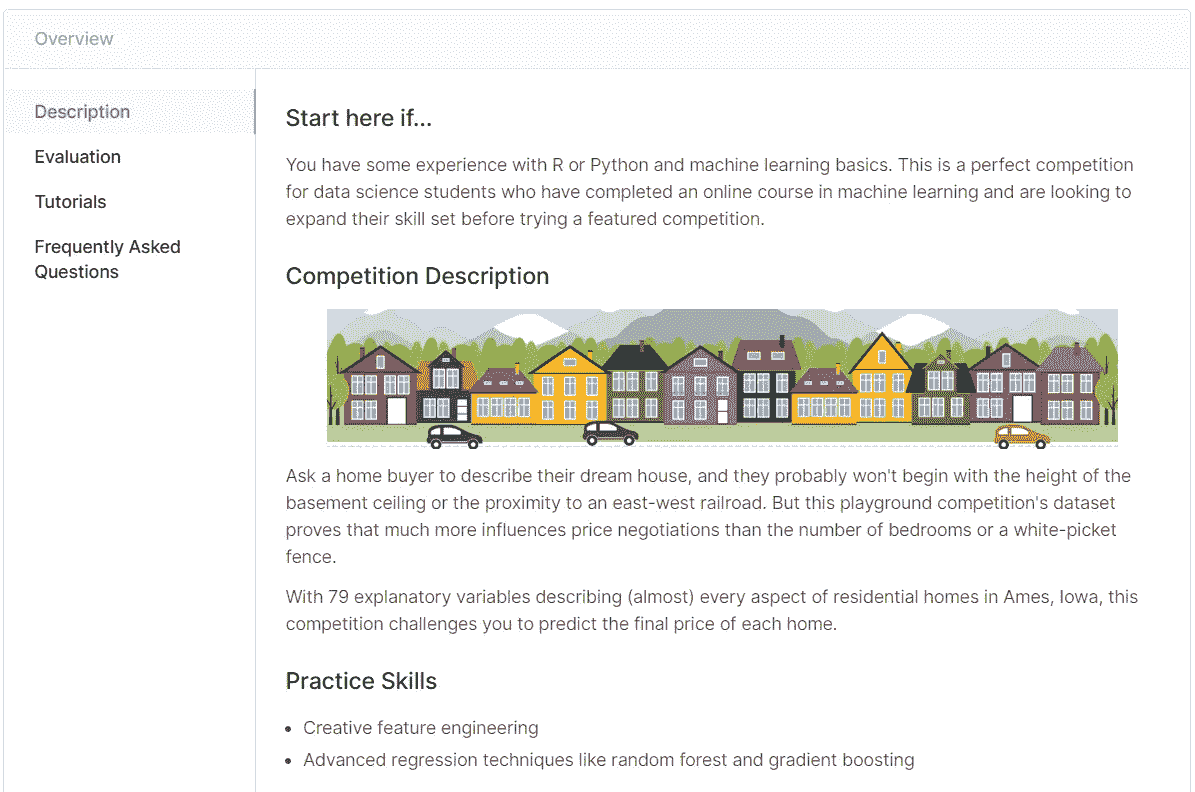 Overview
Description
Evaluation
Tutorials
Frequently Asked
Questions
Start here if...
You have some experience with R or Python and machine learning basics. This is a perfect competition
for data science students who have completed an online course in machine learning and are looking to
expand their skill set before trying a featured competition.
Competition Description
Ask a home buyer to describe their dream house, and they probably won't begin with the height of the
basement ceiling or the proximity to an east-west railroad. But this playground competition's dataset
proves that much more influences price negotiations than the number of bedrooms or a white-picket
fence.
With 79 explanatory variables describing (almost) every aspect of residential homes in Ames, Iowa, this
competition challenges you to predict the final price of each home.
Practice Skills
• Creative feature engineering
• Advanced regression techniques like random forest and gradient boosting